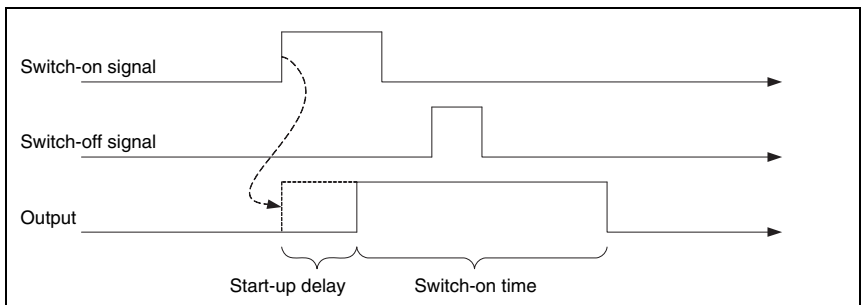 Switch-on signal
Switch-off signal
Output
Start-up delay
Switch-on time